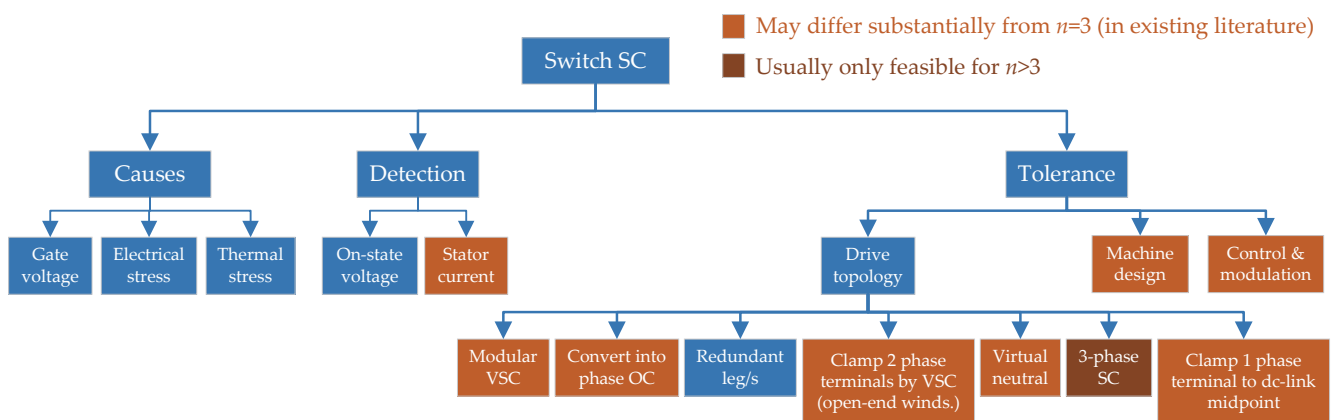 May differ substantially from n=3 (in existing literature)
Usually only feasible for n>3
Switch SC
Causes
Detection
Tolerance
Gate
voltage
Electrical
stress
Thermal
stress
On-state
voltage
Stator
current
Drive
topology
Machine
design
Control &
modulation
Modular
VSC
Convert into
phase OC
Redundant
leg/s
Clamp 2 phase
terminals by VSC
(open-end winds.)
Virtual
neutral
3-phase
SC
Clamp 1 phase
terminal to dc-link
midpoint